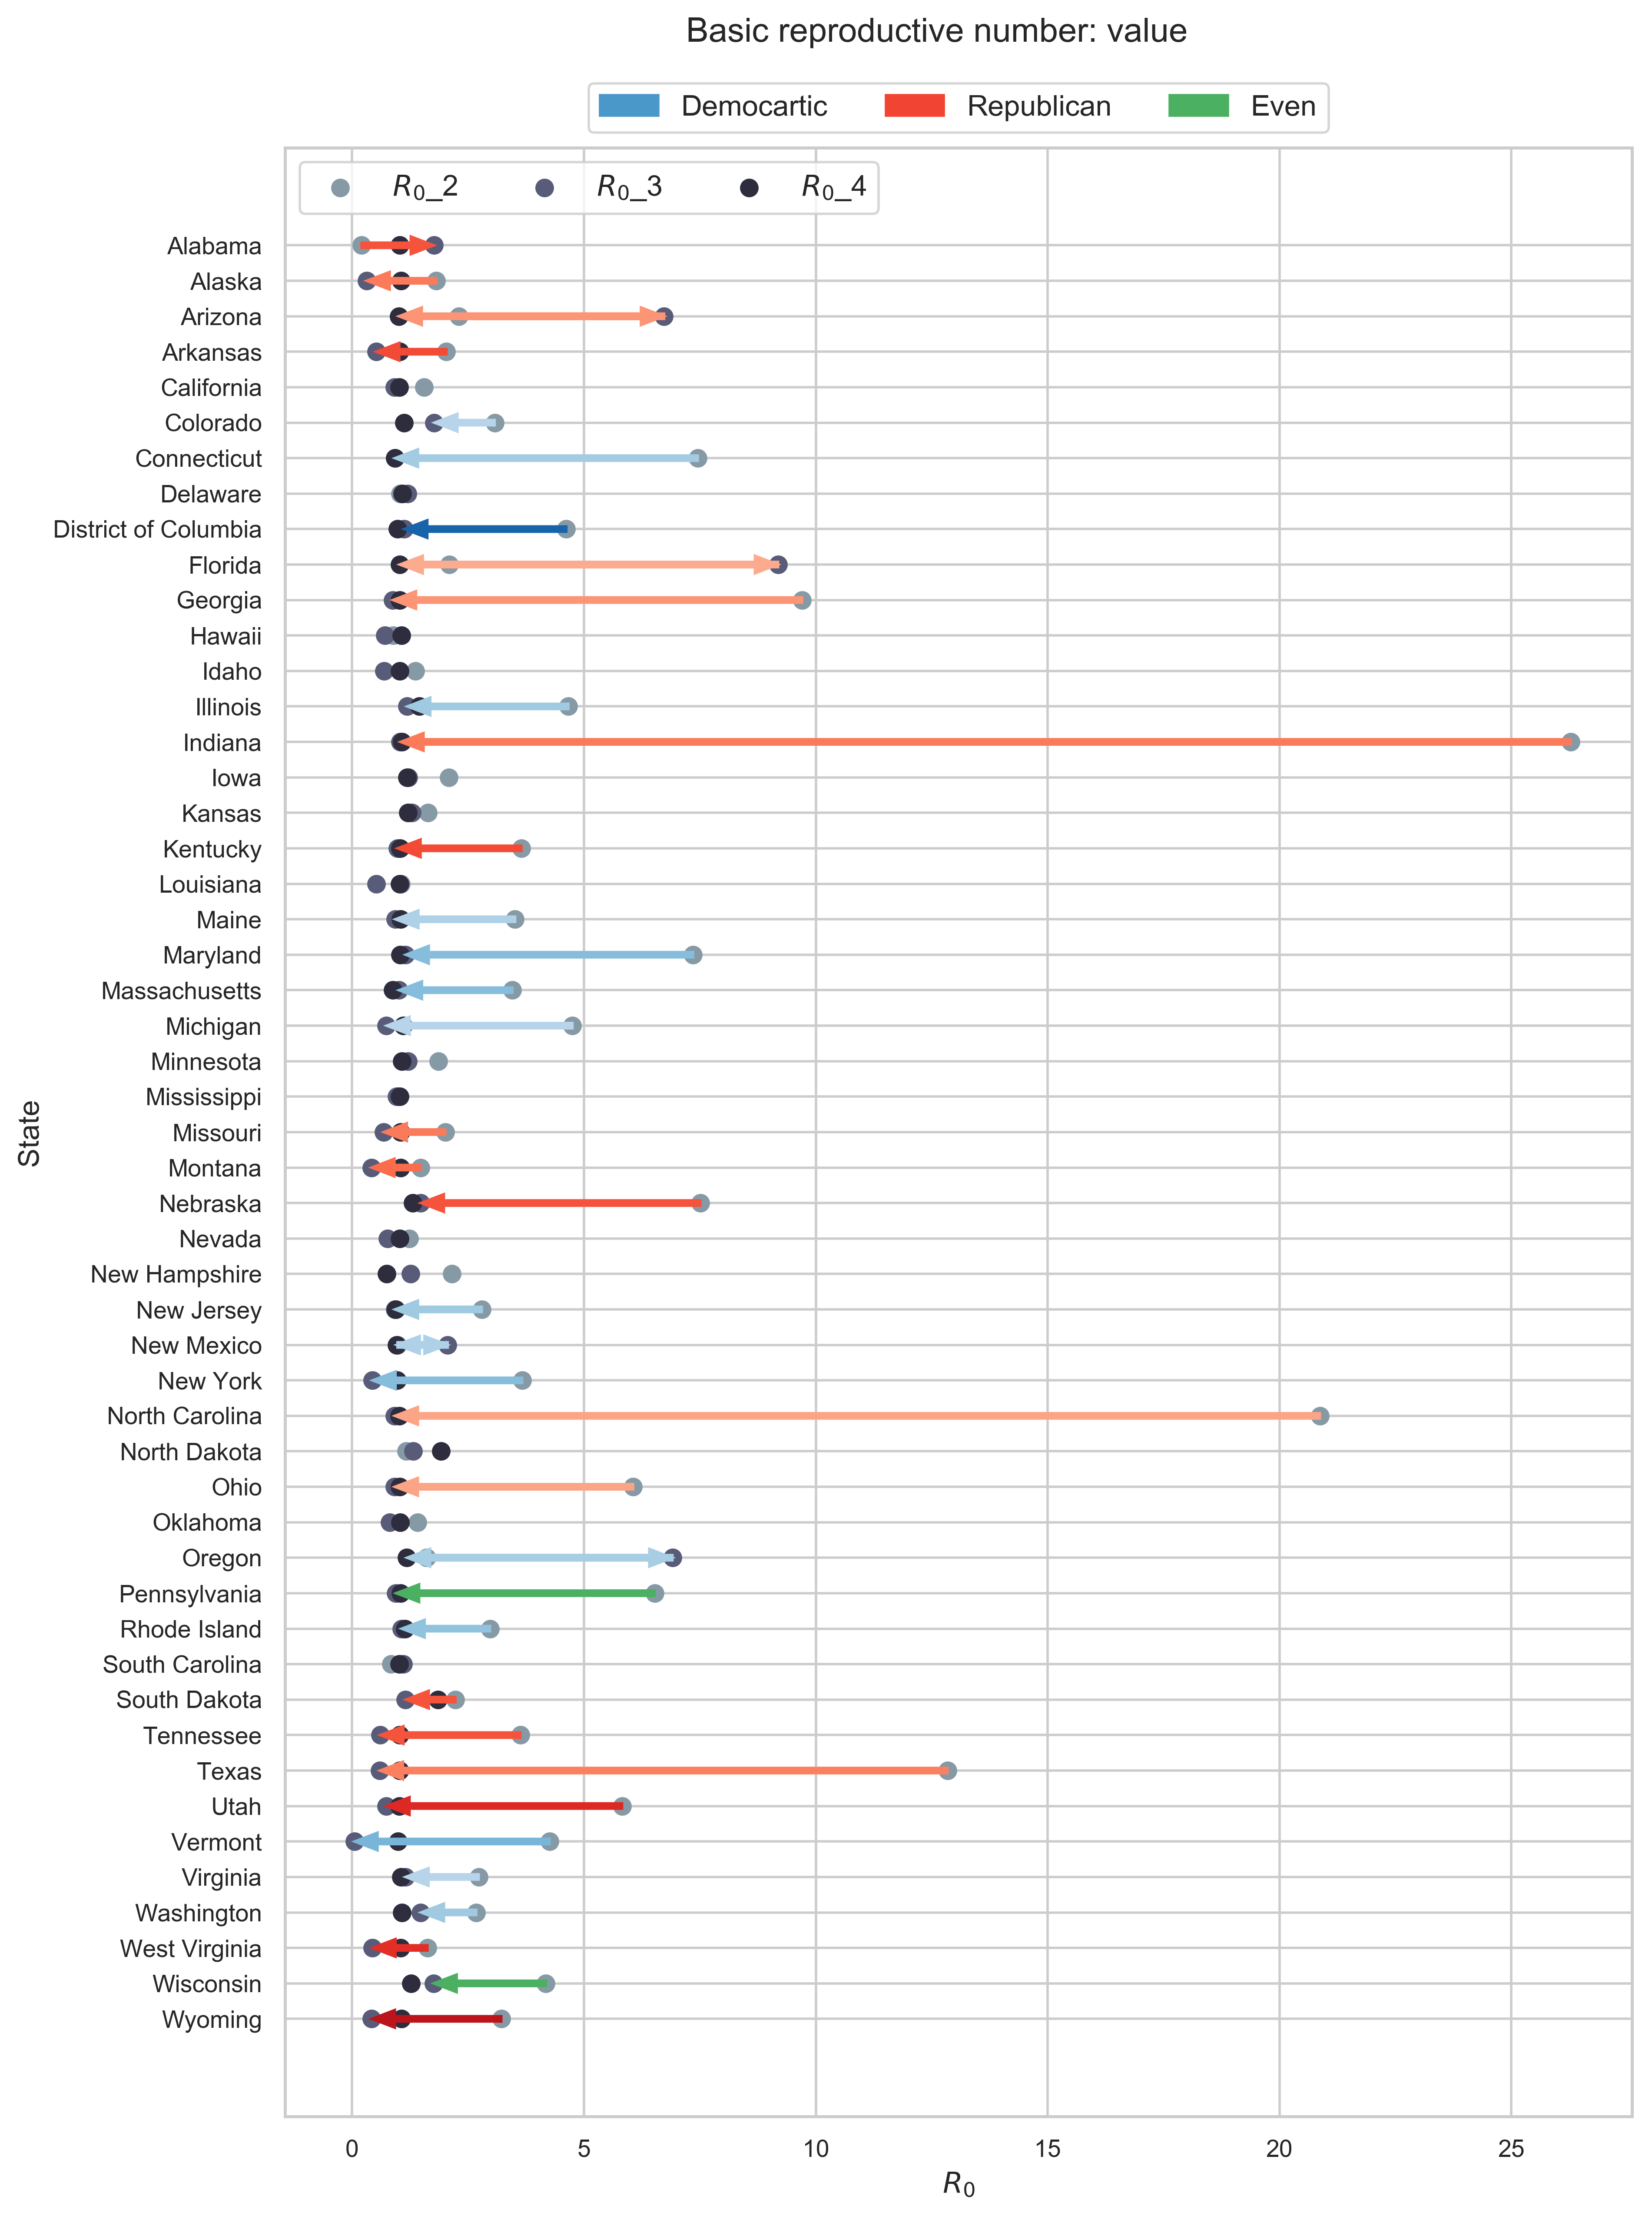 Basic reproductive number: value
Democartic Republican Even
R₀_2 R₀_3 R₀_4
Alabama
Alaska
Arizona
Arkansas
California
Colorado
Connecticut
Delaware
District of Columbia
Florida
Georgia
Hawaii
Idaho
Illinois
Indiana
Iowa
Kansas
Kentucky
Louisiana
Maine
Maryland
Massachusetts
Michigan
Minnesota
Mississippi
Missouri
Montana
Nebraska
Nevada
New Hampshire
New Jersey
New Mexico
New York
North Carolina
North Dakota
Ohio
Oklahoma
Oregon
Pennsylvania
Rhode Island
South Carolina
South Dakota
Tennessee
Texas
Utah
Vermont
Virginia
Washington
West Virginia
Wisconsin
Wyoming
State
0 5 10 15 20 25
R₀